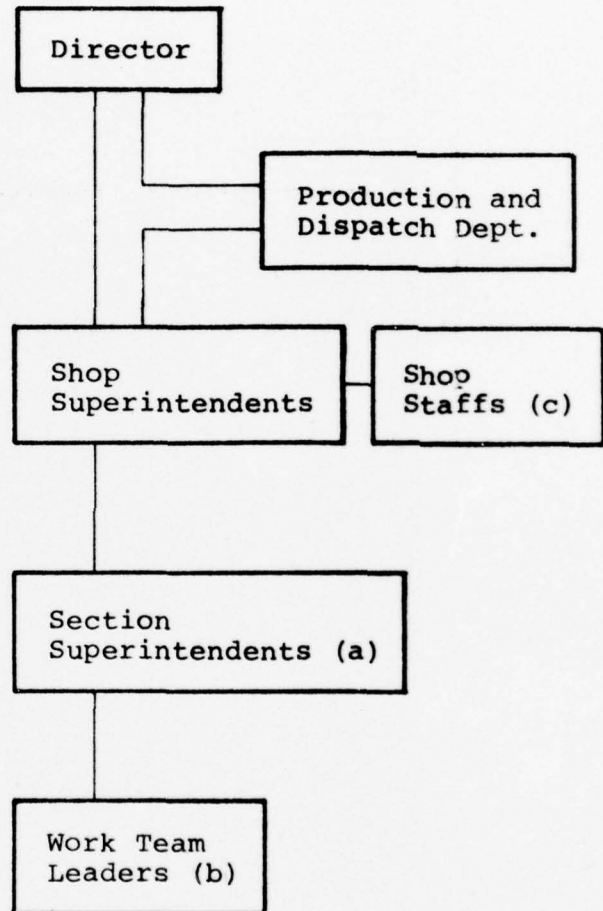 Director
Production and
Dispatch Dept.
Shop
Superintendents
Shop
Staffs (c)
Section
Superintendents (a)
Work Team
Leaders (b)